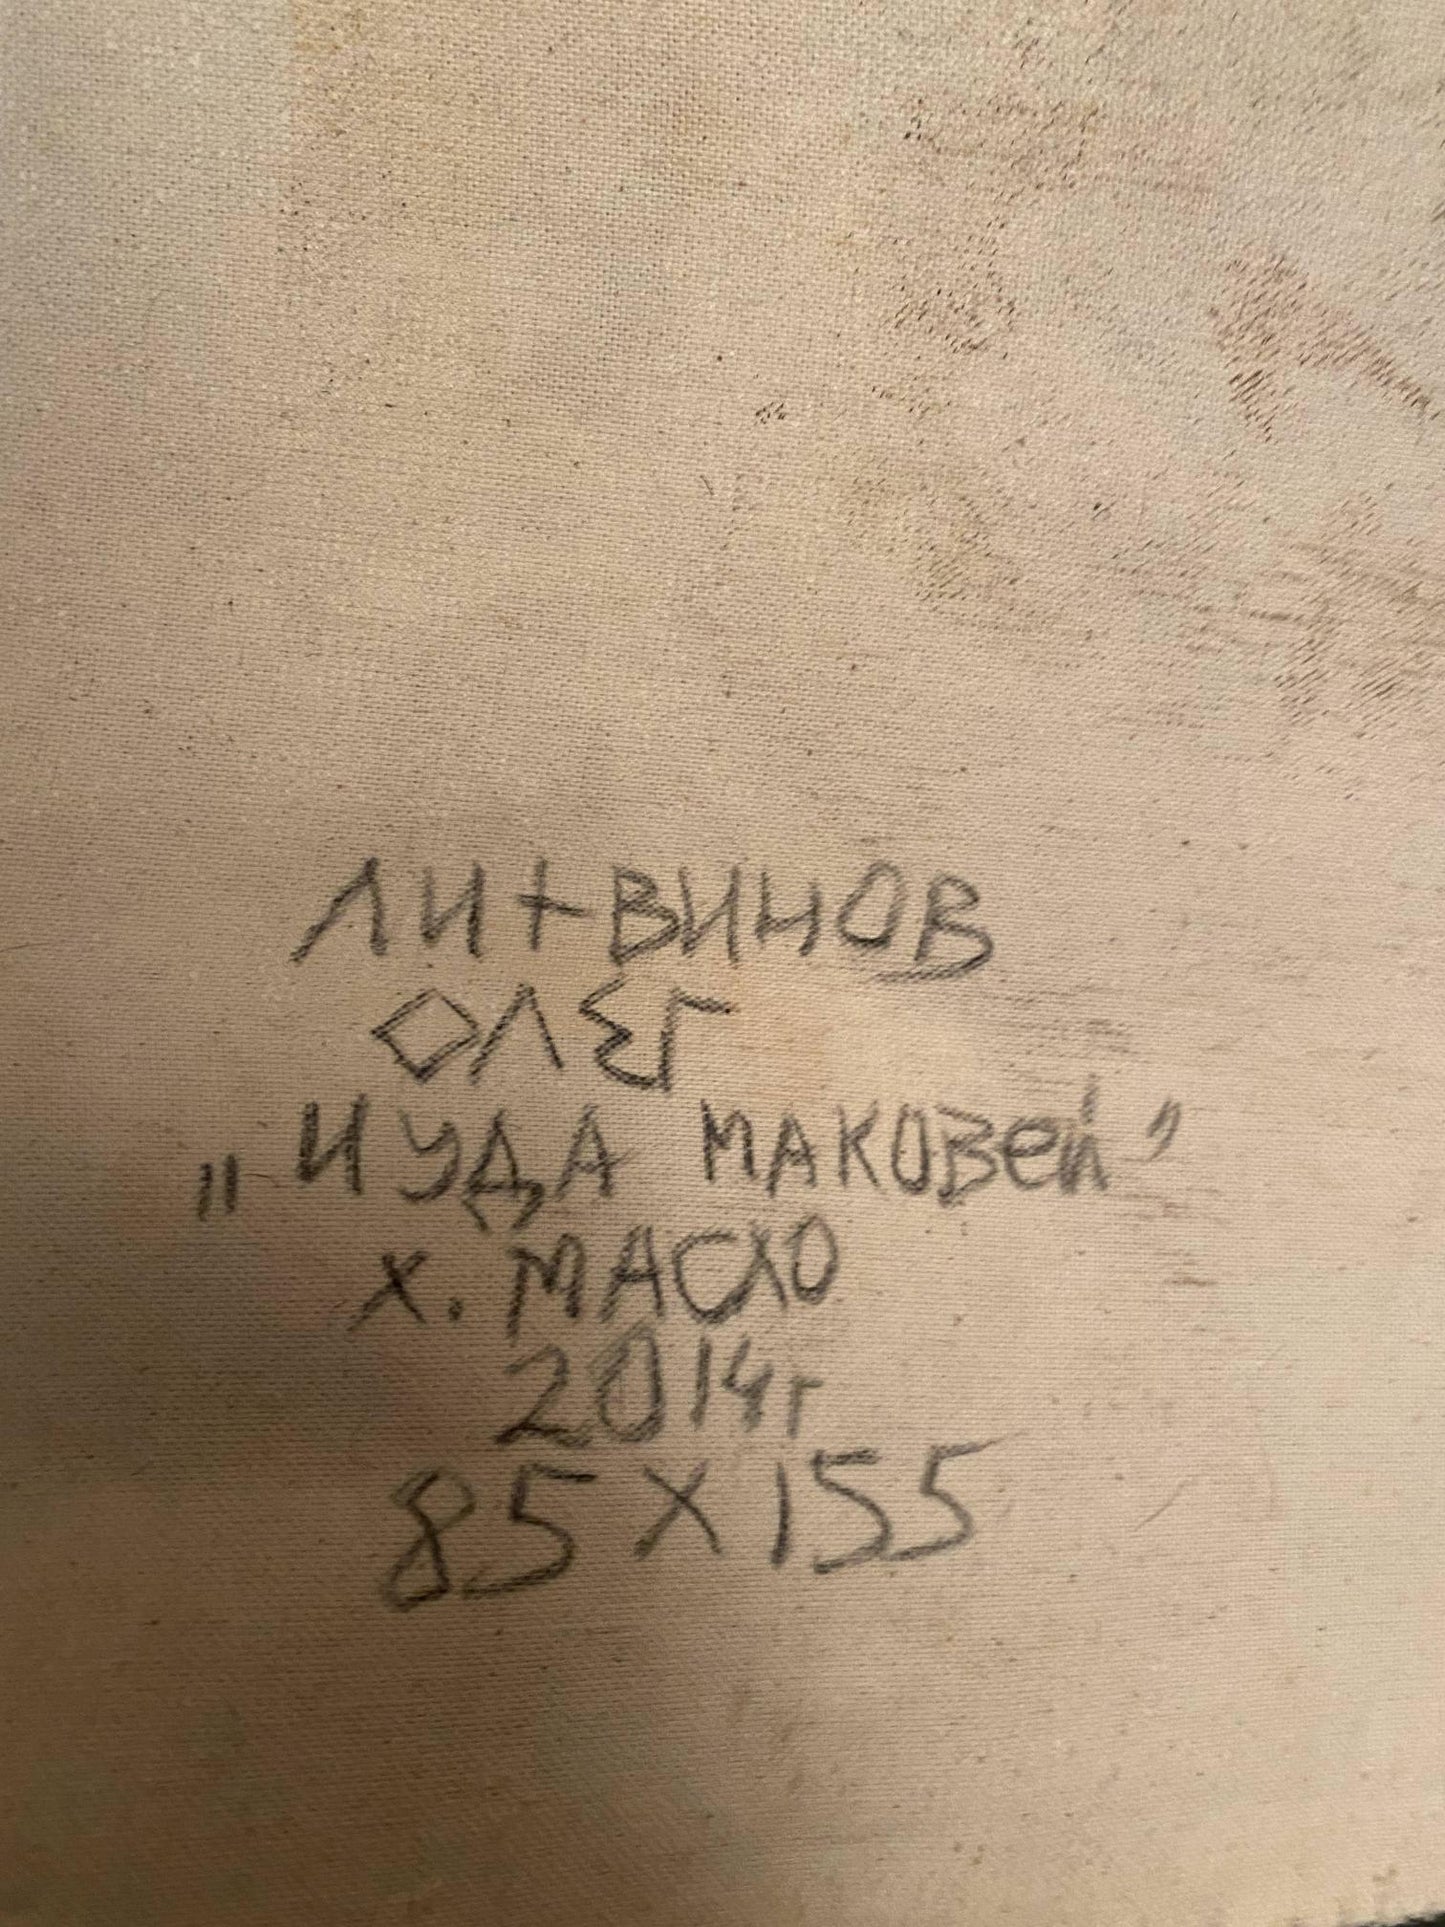 ЛИТВИНОВ
ОЛЕГ
„ИУДА МАКОВЕЙ”
х. МАСЛО
2014г
85 х 155